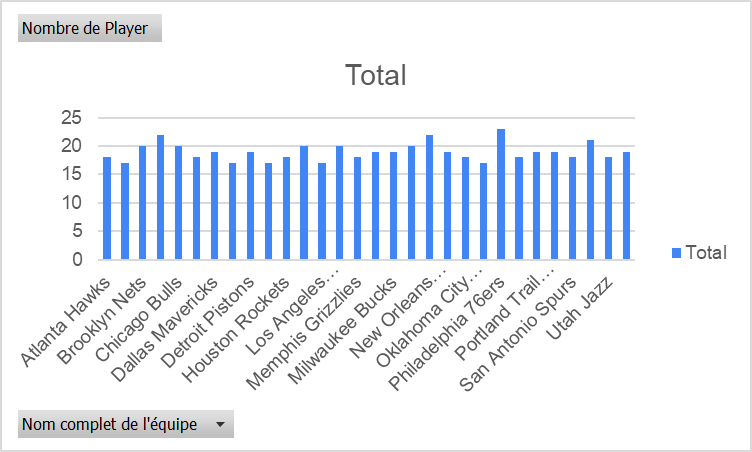 Nombre de Player
Total
25
20
15
10
5
0
Total
Atlanta Hawks
Brooklyn Nets
Chicago Bulls
Dallas Mavericks
Detroit Pistons
Houston Rockets
Los Angeles…
Memphis Grizzlies
Milwaukee Bucks
New Orleans…
Oklahoma City…
Philadelphia 76ers
Portland Trail…
San Antonio Spurs
Utah Jazz
Nom complet de l'équipe